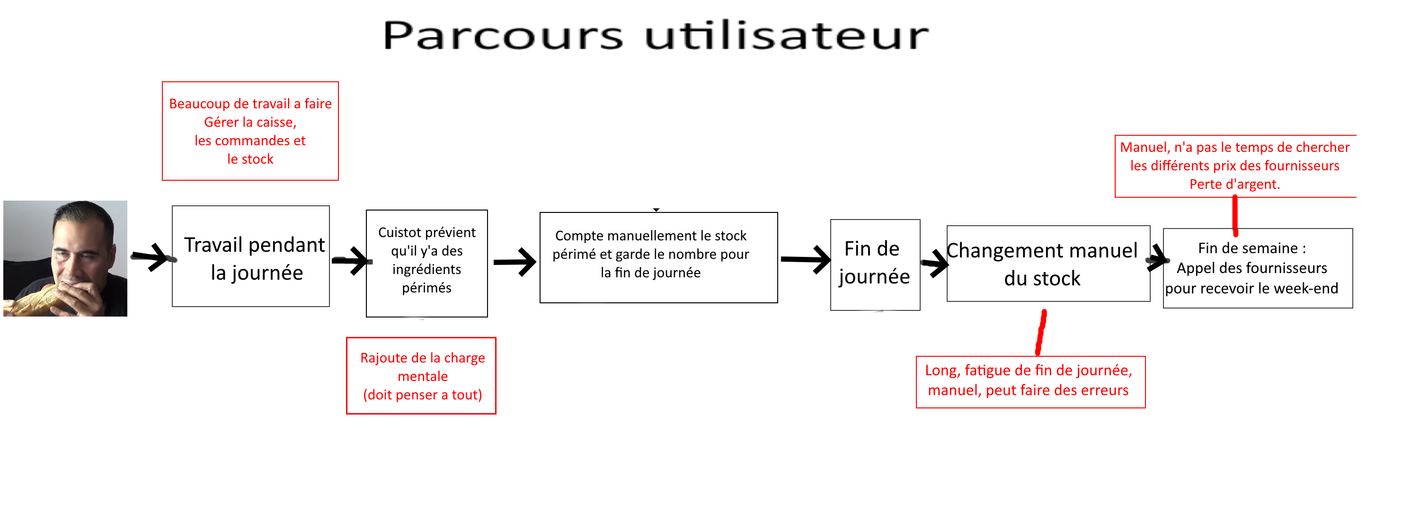 Parcours utilisateur
Beaucoup de travail a faire
Gérer la caisse,
les commandes et
le stock
Travail pendant
la journée
Cuistot prévient
qu'il y'a des
ingrédients
périmés
Rajoute de la charge
mentale
(doit penser a tout)
Compte manuellement le stock
périmé et garde le nombre pour
la fin de journée
Fin de
journée
Changement manuel
du stock
Long, fatigue de fin de journée,
manuel, peut faire des erreurs
Manuel, n'a pas le temps de chercher
les différents prix des fournisseurs
Perte d'argent.
Fin de semaine :
Appel des fournisseurs
pour recevoir le week-end